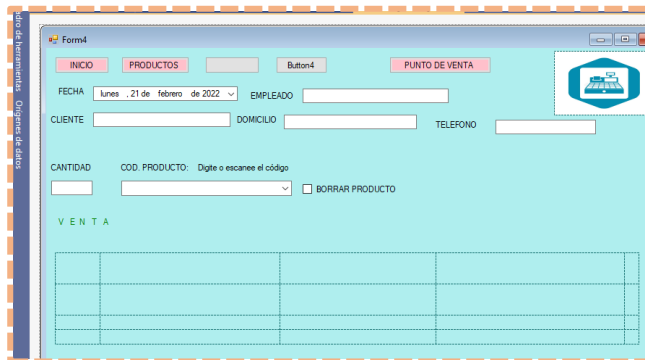 Form4
INICIO PRODUCTOS Button4 PUNTO DE VENTA
FECHA lunes , 21 de febrero de 2022 EMPLEADO
CLIENTE DOMICILIO TELEFONO
CANTIDAD COD. PRODUCTO: Digite o escanee el código
BORRAR PRODUCTO
V E N T A
dro de herramientas
Orígenes de datos